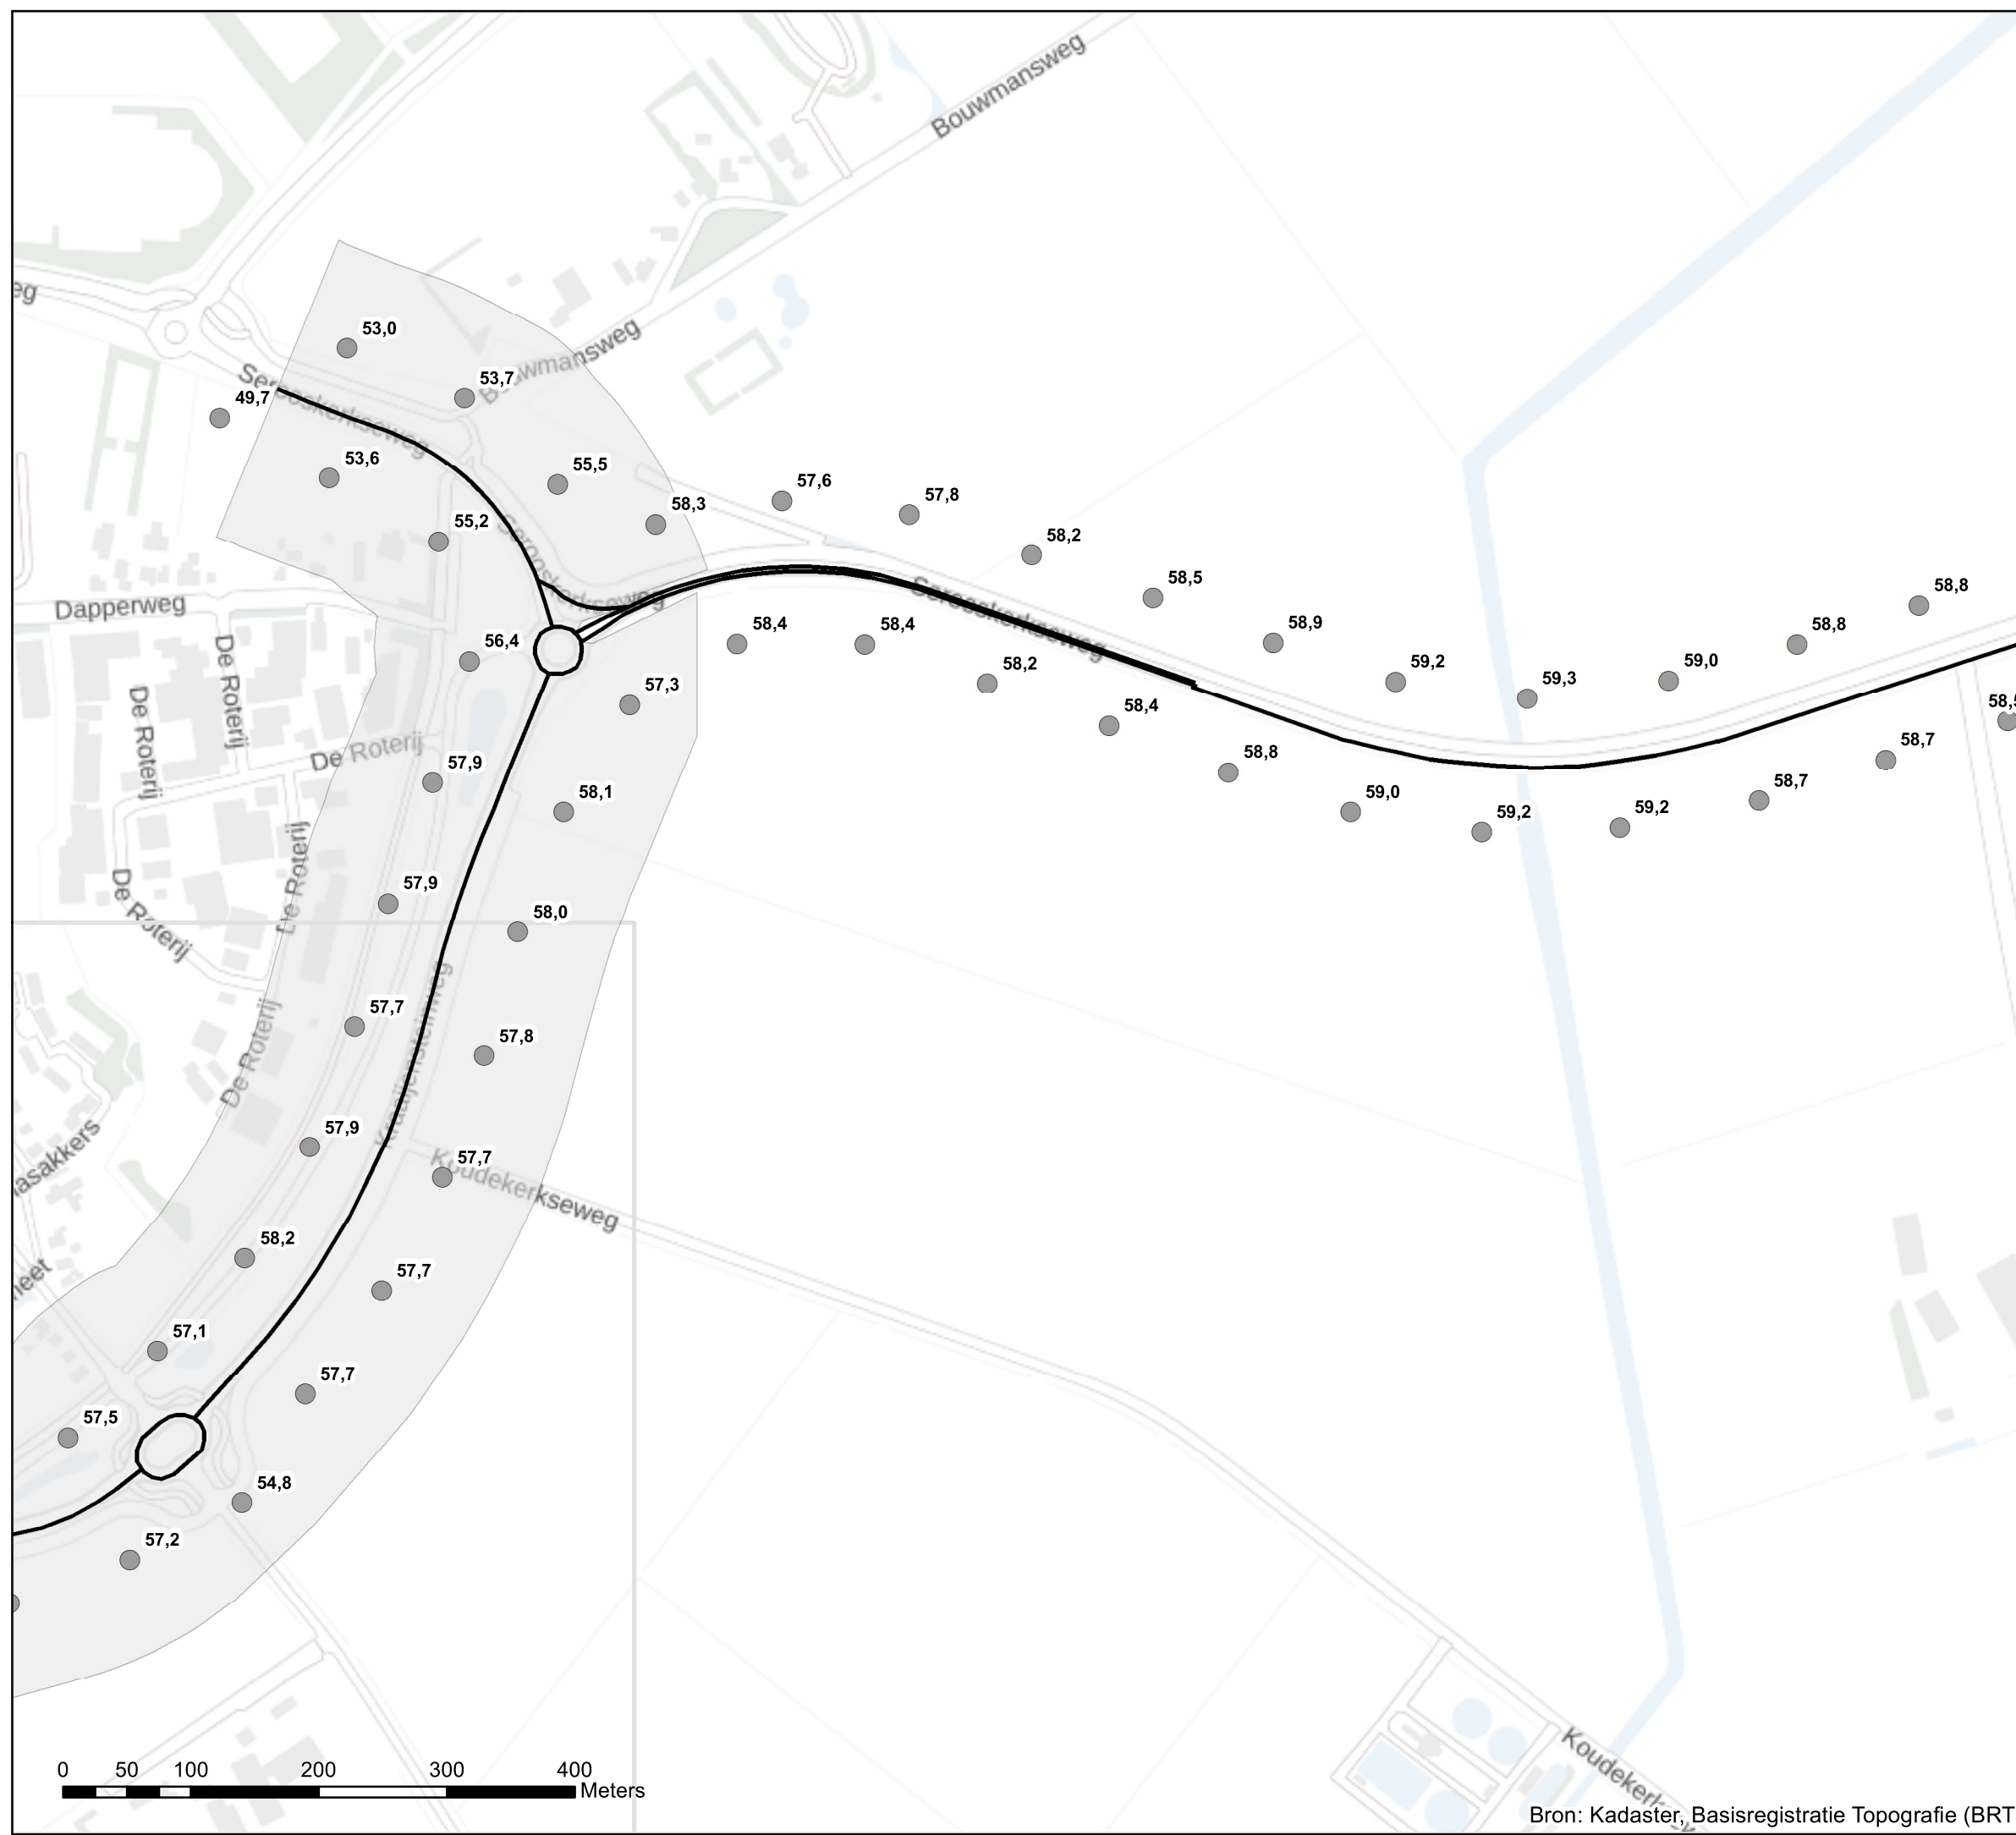 Bouwmansweg
53,0
53,7
Bouwmansweg
49,7
Serooskerkseweg
53,6
55,5
58,3
57,6
57,8
55,2
58,2
58,5
58,8
Serooskerkseweg
Serooskerkseweg
Dapperweg
De Roterij
De Roterij
56,4
58,4
58,4
58,2
58,9
59,2
59,3
59,0
58,8
57,3
58,4
58,7
De Roterij
57,9
58,1
58,8
59,0
59,2
59,2
58,7
De Roterij
De Roterij
57,9
58,0
57,7
57,8
Kraaijensteinweg
De Roterij
57,9
57,7
Koudekerkseweg
58,2
57,7
57,1
57,7
57,5
54,8
57,2
0 50 100 200 300 400
Meters
Bron: Kadaster, Basisregistratie Topografie (BRT